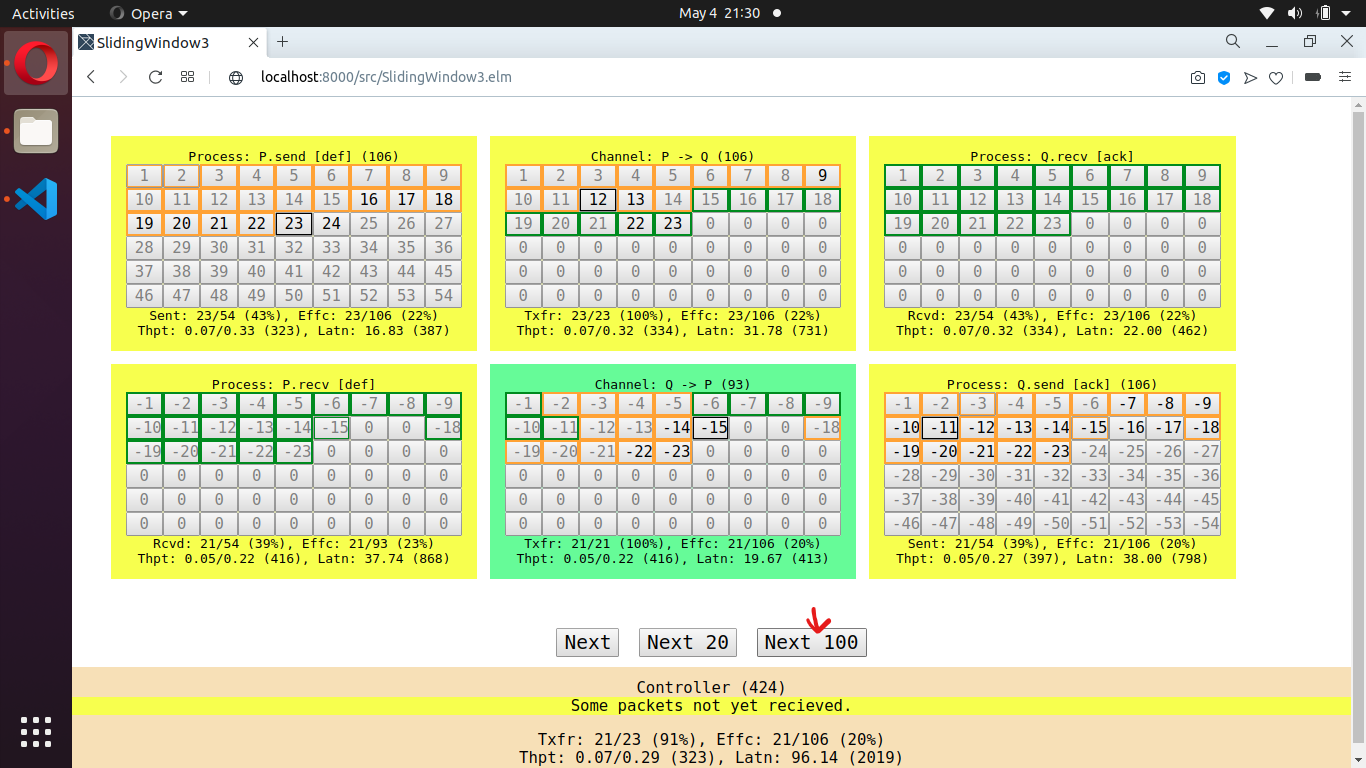 Activities Opera May 4 21:30
SlidingWindow3
localhost:8000/src/SlidingWindow3.elm
Process: P.send [def] (106)
1 2 3 4 5 6 7 8 9
10 11 12 13 14 15 16 17 18
19 20 21 22 23 24 25 26 27
28 29 30 31 32 33 34 35 36
37 38 39 40 41 42 43 44 45
46 47 48 49 50 51 52 53 54
Sent: 23/54 (43%), Effc: 23/106 (22%)
Thpt: 0.07/0.33 (323), Latn: 16.83 (387)
Channel: P -> Q (106)
1 2 3 4 5 6 7 8 9
10 11 12 13 14 15 16 17 18
19 20 21 22 23 0 0 0 0
0 0 0 0 0 0 0 0 0
0 0 0 0 0 0 0 0 0
0 0 0 0 0 0 0 0 0
Txfr: 23/23 (100%), Effc: 23/106 (22%)
Thpt: 0.07/0.32 (334), Latn: 31.78 (731)
Process: Q.recv [ack]
1 2 3 4 5 6 7 8 9
10 11 12 13 14 15 16 17 18
19 20 21 22 23 0 0 0 0
0 0 0 0 0 0 0 0 0
0 0 0 0 0 0 0 0 0
0 0 0 0 0 0 0 0 0
Rcvd: 23/54 (43%), Effc: 23/106 (22%)
Thpt: 0.07/0.32 (334), Latn: 22.00 (462)
Process: P.recv [def]
-1 -2 -3 -4 -5 -6 -7 -8 -9
-10 -11 -12 -13 -14 -15 0 0 -18
-19 -20 -21 -22 -23 0 0 0 0
0 0 0 0 0 0 0 0 0
0 0 0 0 0 0 0 0 0
0 0 0 0 0 0 0 0 0
Rcvd: 21/54 (39%), Effc: 21/93 (23%)
Thpt: 0.05/0.22 (416), Latn: 37.74 (868)
Channel: Q -> P (93)
-1 -2 -3 -4 -5 -6 -7 -8 -9
-10 -11 -12 -13 -14 -15 0 0 -18
-19 -20 -21 -22 -23 0 0 0 0
0 0 0 0 0 0 0 0 0
0 0 0 0 0 0 0 0 0
0 0 0 0 0 0 0 0 0
Txfr: 21/21 (100%), Effc: 21/106 (20%)
Thpt: 0.05/0.22 (416), Latn: 19.67 (413)
Process: Q.send [ack] (106)
-1 -2 -3 -4 -5 -6 -7 -8 -9
-10 -11 -12 -13 -14 -15 -16 -17 -18
-19 -20 -21 -22 -23 -24 -25 -26 -27
-28 -29 -30 -31 -32 -33 -34 -35 -36
-37 -38 -39 -40 -41 -42 -43 -44 -45
-46 -47 -48 -49 -50 -51 -52 -53 -54
Sent: 21/54 (39%), Effc: 21/106 (20%)
Thpt: 0.05/0.27 (397), Latn: 38.00 (798)
Next Next 20 Next 100
Controller (424)
Some packets not yet recieved.
Txfr: 21/23 (91%), Effc: 21/106 (20%)
Thpt: 0.07/0.29 (323), Latn: 96.14 (2019)